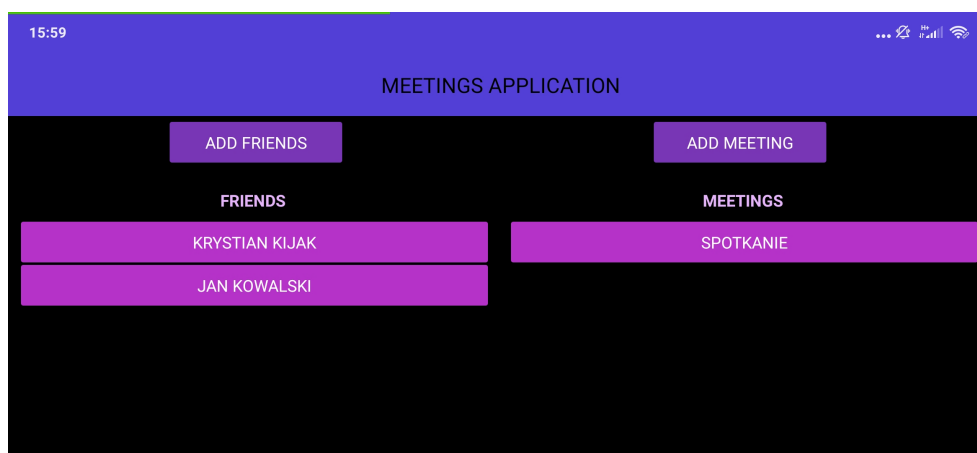 15:59
H+
MEETINGS APPLICATION
ADD FRIENDS
ADD MEETING
FRIENDS
MEETINGS
KRYSTIAN KIJAK
SPOTKANIE
JAN KOWALSKI